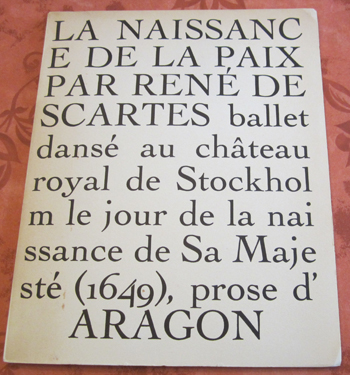 LA NAISSANC
E DE LA PAIX
PAR RENÉ DE
SCARTES ballet
dansé au château
royal de Stockhol
m le jour de la nai
ssance de Sa Maje
sté (1649), prose d'
ARAGON